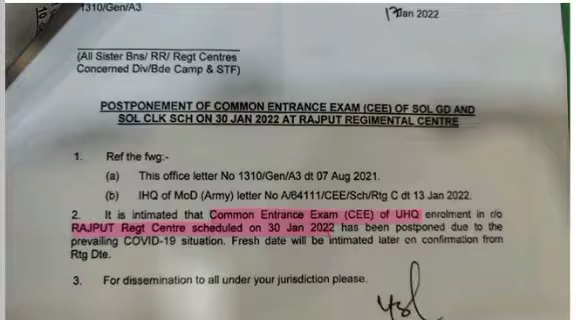 1310/Gen/A3
Jan 2022
(All Sister Bns/ RR/ Regt Centres
Concerned Div/Bde Camp & STF)
POSTPONEMENT OF COMMON ENTRANCE EXAM (CEE) OF SOL GD AND
SOL CLK SCH ON 30 JAN 2022 AT RAJPUT REGIMENTAL CENTRE
1. Ref the fwg:-
(a) This office letter No 1310/Gen/A3 dt 07 Aug 2021.
(b) IHQ of MoD (Army) letter No A/64111/CEE/Sch/Rtg C dt 13 Jan 2022.
2. It is intimated that Common Entrance Exam (CEE) of UHQ enrolment in r/o
RAJPUT Regt Centre scheduled on 30 Jan 2022 has been postponed due to the
prevailing COVID-19 situation. Fresh date will be intimated later on confirmation from
Rtg Dte.
3. For dissemination to all under your jurisdiction please.